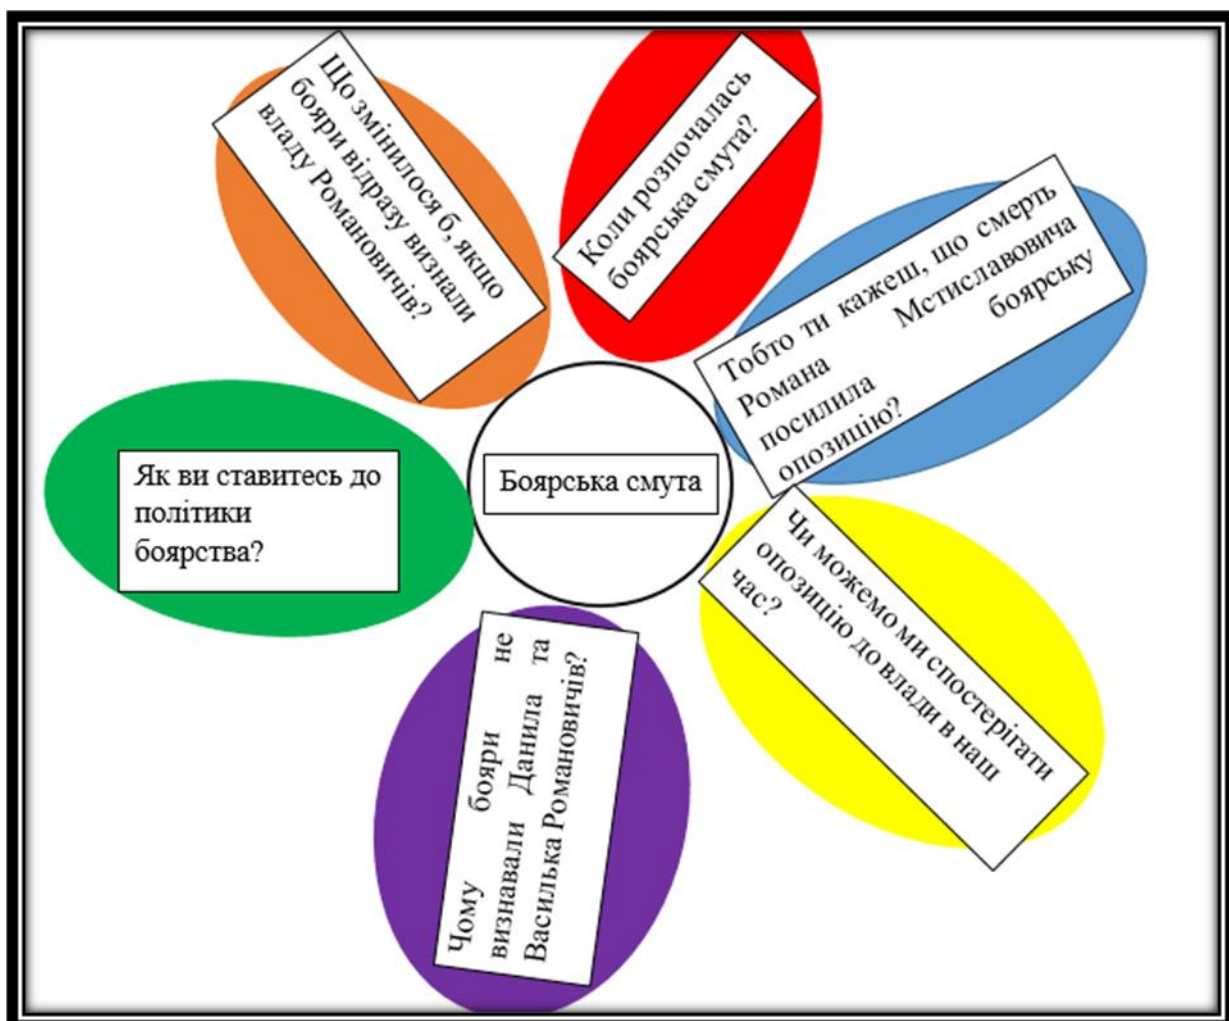 Що змінилося б, якщо
бояри відразу визнали
владу Романовичів?
Коли розпочалась
боярська смута?
Тобто ти кажеш, що смерть
Романа Мстиславовича
посилила боярську
опозицію?
Чи можемо ми спостерігати
опозицію до влади в наш
час?
Чому бояри не
визнавали Данила та
Василька Романовичів?
Як ви ставитесь до
політики
боярства?
Боярська смута